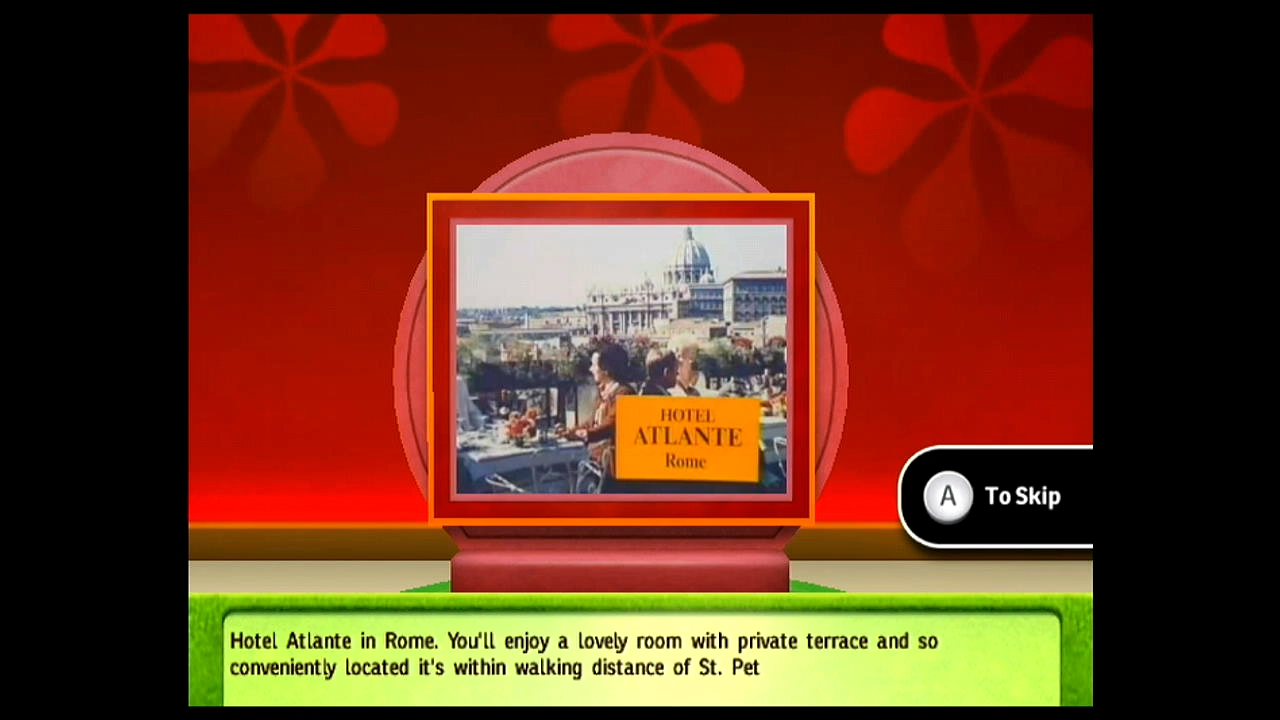 HOTEL
ATLANTE
Rome
A To Skip
Hotel Atlante in Rome. You'll enjoy a lovely room with private terrace and so
conveniently located it's within walking distance of St. Pet